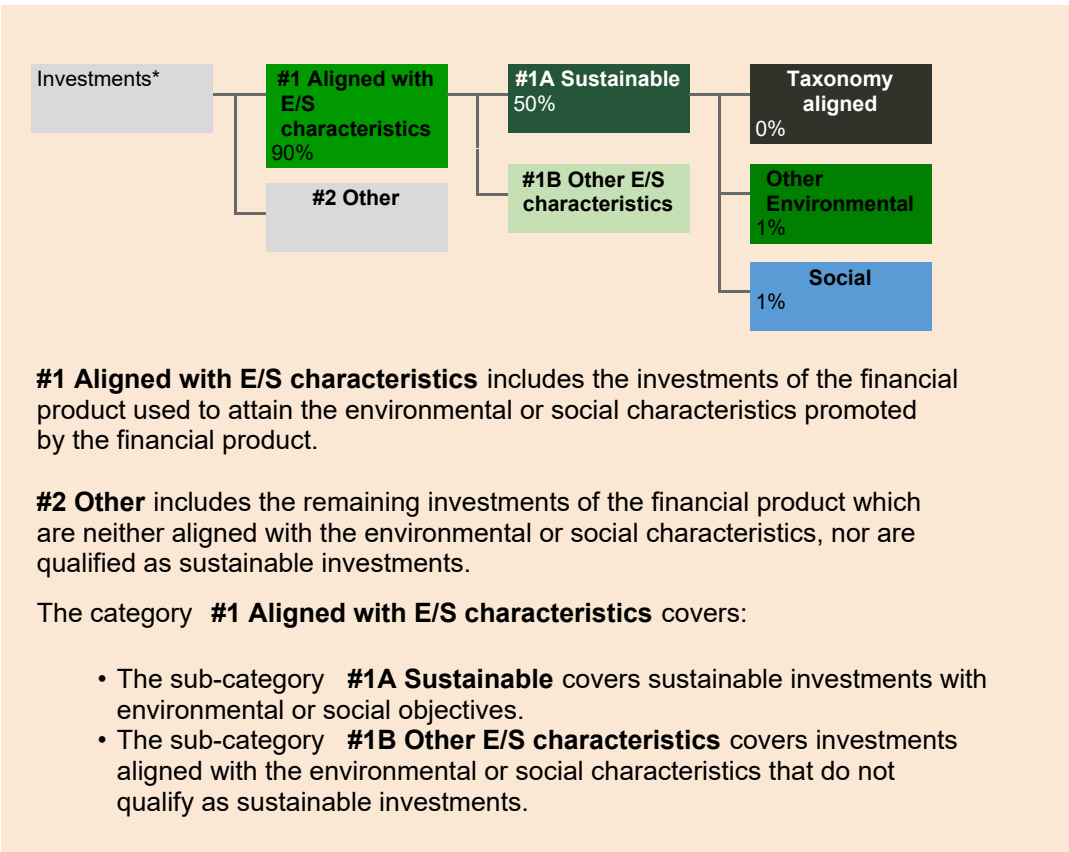 Investments*
#1 Aligned with
E/S
characteristics
90%
#2 Other
#1A Sustainable
50%
#1B Other E/S
characteristics
Taxonomy
aligned
0%
Other
Environmental
1%
Social
1%
#1 Aligned with E/S characteristics includes the investments of the financial
product used to attain the environmental or social characteristics promoted
by the financial product.
#2 Other includes the remaining investments of the financial product which
are neither aligned with the environmental or social characteristics, nor are
qualified as sustainable investments.
The category #1 Aligned with E/S characteristics covers:
• The sub-category #1A Sustainable covers sustainable investments with
environmental or social objectives.
• The sub-category #1B Other E/S characteristics covers investments
aligned with the environmental or social characteristics that do not
qualify as sustainable investments.